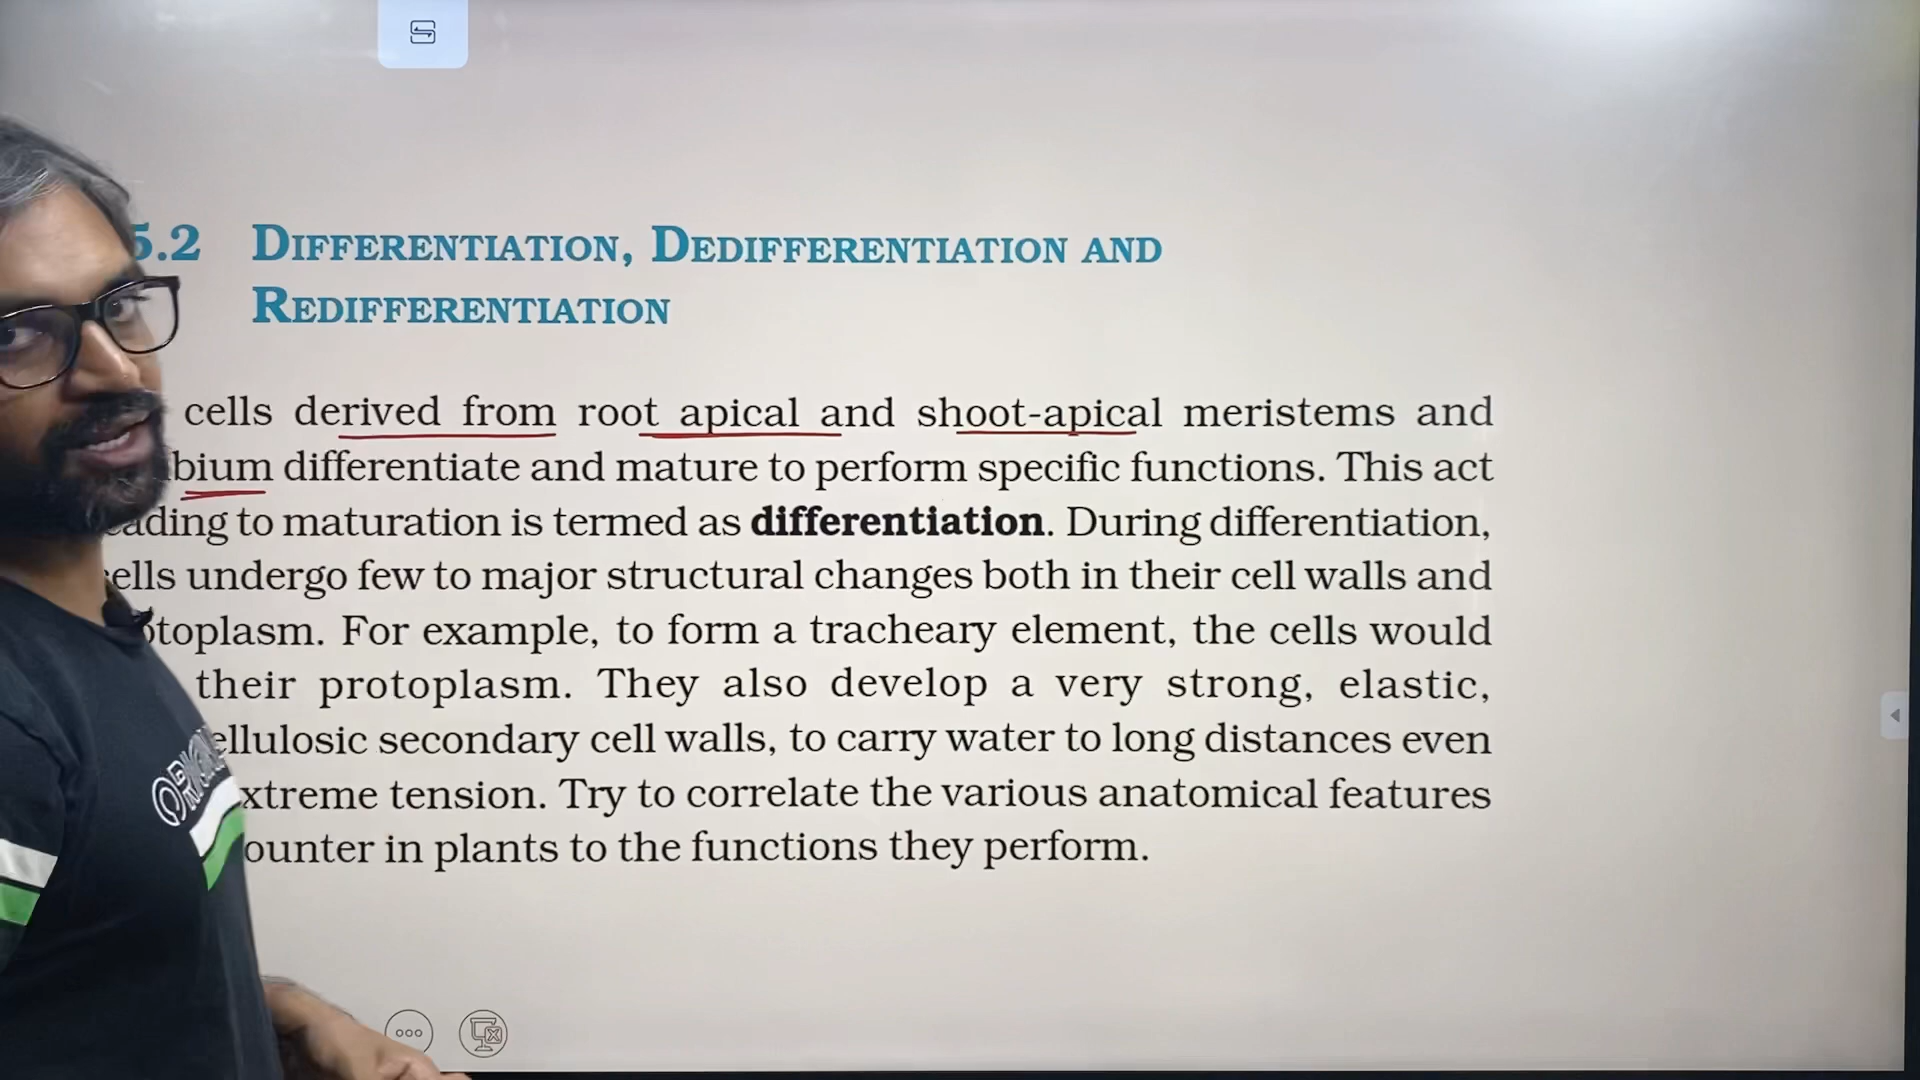 5.2 DIFFERENTIATION, DEDIFFERENTIATION AND
REDIFFERENTIATION
cells derived from root apical and shoot-apical meristems and
bium differentiate and mature to perform specific functions. This act
ading to maturation is termed as differentiation. During differentiation,
ells undergo few to major structural changes both in their cell walls and
toplasm. For example, to form a tracheary element, the cells would
their protoplasm. They also develop a very strong, elastic,
ellulosic secondary cell walls, to carry water to long distances even
xtreme tension. Try to correlate the various anatomical features
ounter in plants to the functions they perform.